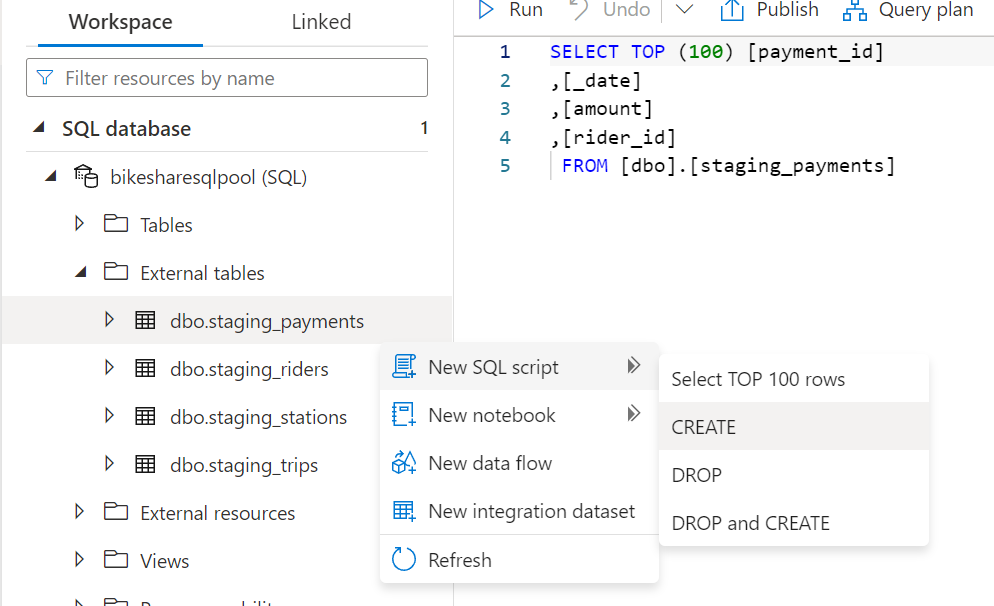 Workspace Linked
Filter resources by name
SQL database 1
bikesharesqlpool (SQL)
Tables
External tables
dbo.staging_payments
dbo.staging_riders
dbo.staging_stations
dbo.staging_trips
External resources
Views
Run Undo Publish Query plan
1 SELECT TOP (100) [payment_id]
2 ,[_date]
3 ,[amount]
4 ,[rider_id]
5 FROM [dbo].[staging_payments]
New SQL script
New notebook
New data flow
New integration dataset
Refresh
Select TOP 100 rows
CREATE
DROP
DROP and CREATE